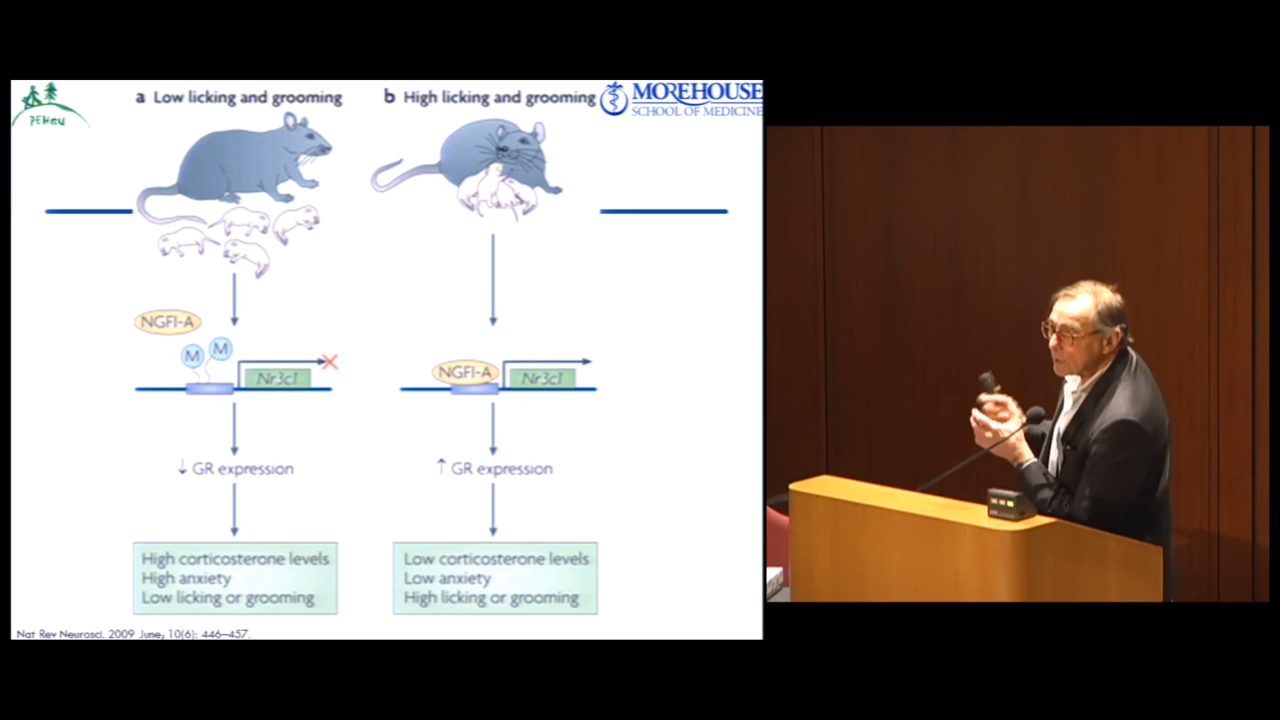 PEHSU
MOREHOUSE
SCHOOL OF MEDICINE
a Low licking and grooming
b High licking and grooming
NGFI-A
M
M
Nr3c1
NGFI-A
Nr3c1
↓ GR expression
↑ GR expression
High corticosterone levels
High anxiety
Low licking or grooming
Low corticosterone levels
Low anxiety
High licking or grooming
Nat Rev Neurosci. 2009 June; 10(6): 446–457.